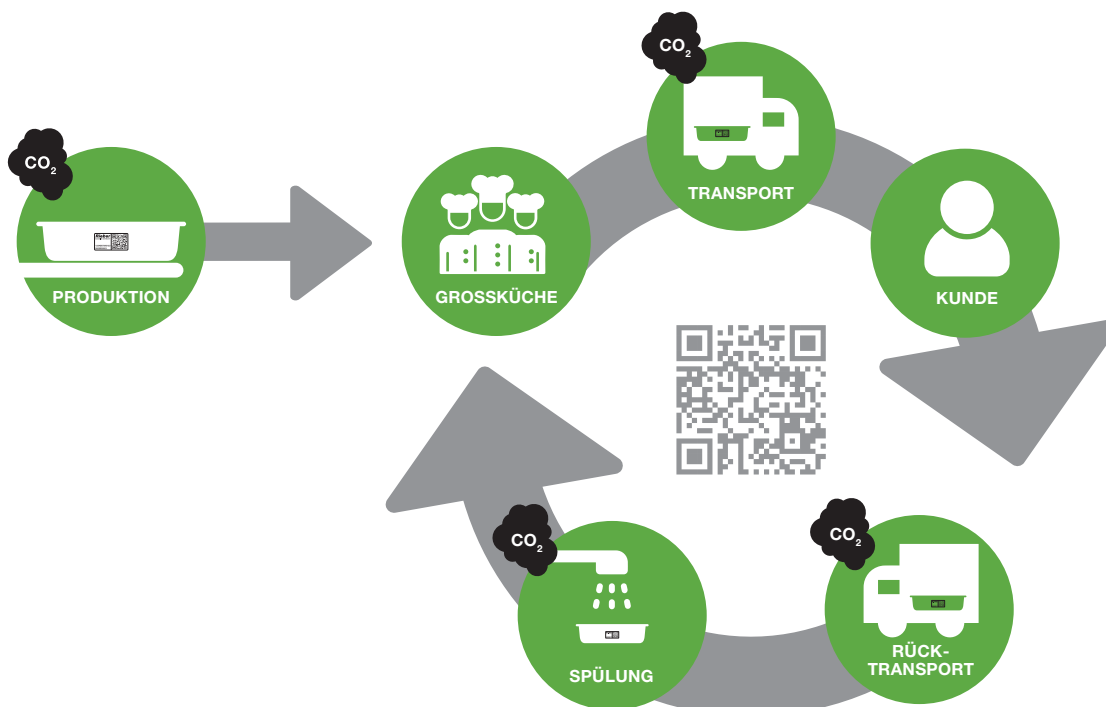 CO2
PRODUKTION
GROSSKÜCHE
CO2
TRANSPORT
KUNDE
CO2
RÜCK-
TRANSPORT
CO2
SPÜLUNG